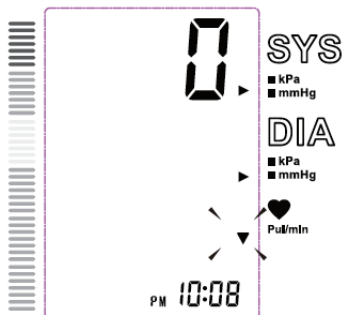 0
SYS
■ kPa
■ mmHg
DIA
■ kPa
■ mmHg
Pul/min
PM 10:08